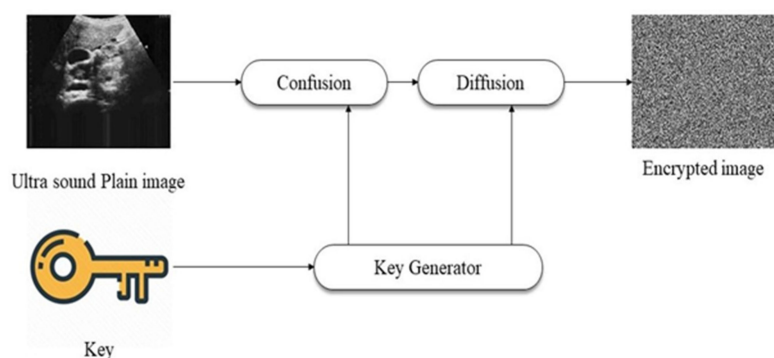 Confusion
Diffusion
Ultra sound Plain image
Encrypted image
Key Generator
Key